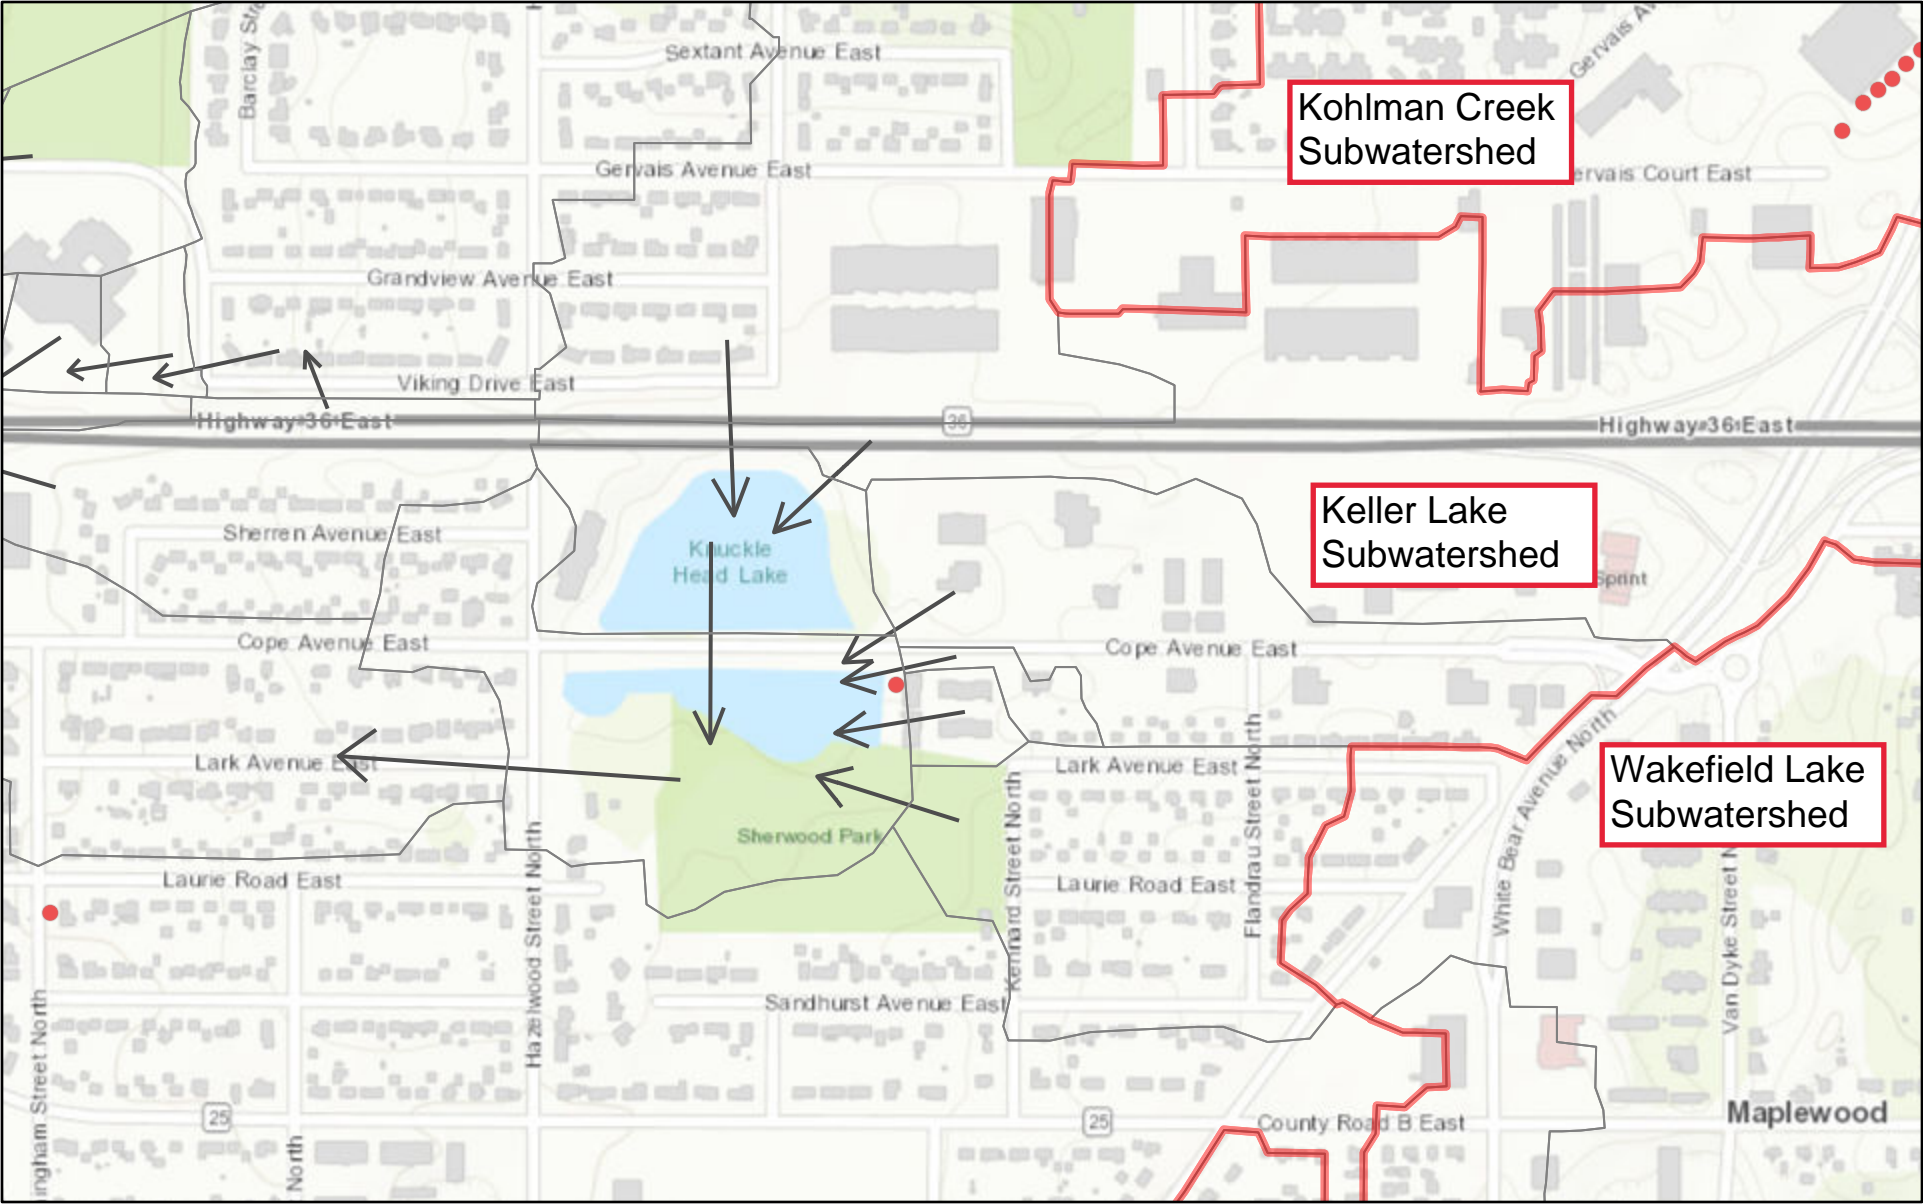 Barclay Stre
Sextant Avenue East
Gervais Av
Kohlman Creek
Subwatershed
Gervais Avenue East
ervais Court East
Grandview Avenue East
Viking Drive East
Highway 36 East
36
Highway 36 East
Keller Lake
Subwatershed
Sherren Avenue East
Knuckle
Head Lake
Sprint
Cope Avenue East
Cope Avenue East
Lark Avenue East
Lark Avenue East
Wakefield Lake
Subwatershed
Sherwood Park
Laurie Road East
Laurie Road East
Hazelwood Street North
Kennard Street North
Flandrau Street North
White Bear Avenue North
Van Dyke Street N
Sandhurst Avenue East
ingham Street North
North
25
25
County Road B East
Maplewood